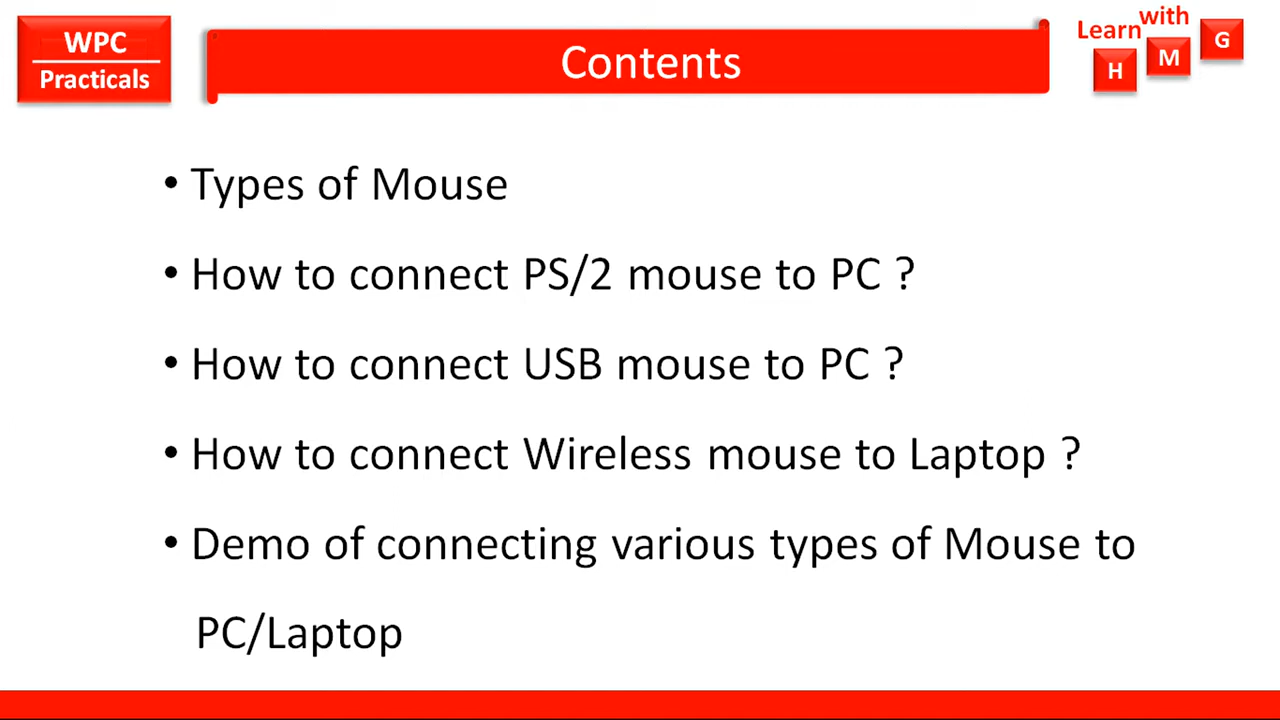 WPC
Practicals
Contents
Learn with
H M G
• Types of Mouse
• How to connect PS/2 mouse to PC ?
• How to connect USB mouse to PC ?
• How to connect Wireless mouse to Laptop ?
• Demo of connecting various types of Mouse to
PC/Laptop